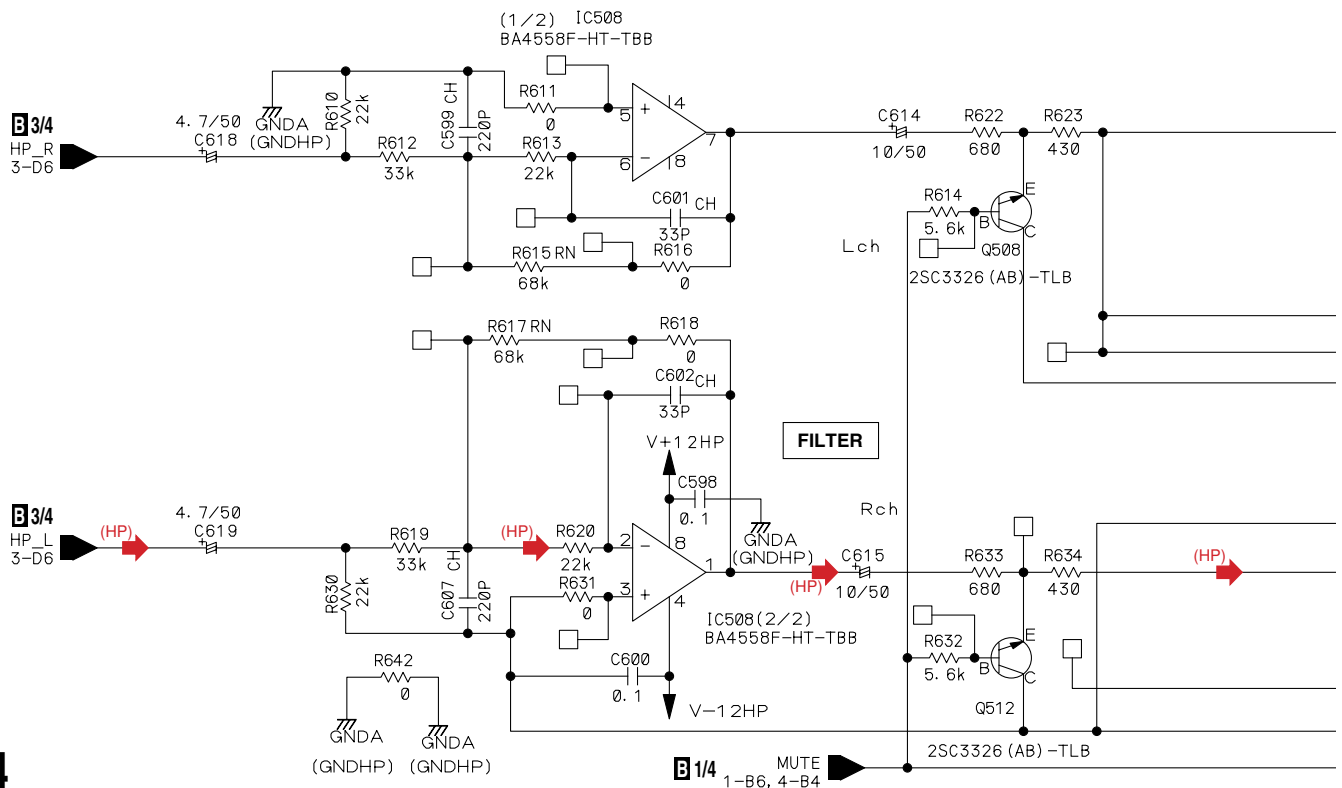 (1/2) IC508
BA4558F-HT-TBB
B 3/4
HP_R
3-D6
4.7/50
C618
GNDA
(GNDHP)
R610
22k
R612
33k
C599 CH
220P
R611
0
R613
22k
5
+
6
-
4
8
7
C601 CH
33P
R615 RN
68k
R616
0
C614
10/50
R622
680
R623
430
R614
5.6k
B
E
C
Q508
2SC3326(AB)-TLB
Lch
R617 RN
68k
R618
0
C602 CH
33P
V+12HP
C598
0.1
GNDA
(GNDHP)
FILTER
Rch
B 3/4
HP_L
3-D6
(HP)
4.7/50
C619
R619
33k
R630
22k
C607 CH
220P
(HP)
R620
22k
R631
0
2
-
3
+
8
4
1
IC508(2/2)
BA4558F-HT-TBB
(HP)
C615
10/50
R633
680
R634
430
(HP)
R632
5.6k
B
E
C
Q512
2SC3326(AB)-TLB
C600
0.1
V-12HP
R642
0
GNDA
(GNDHP)
GNDA
(GNDHP)
B 1/4
MUTE
1-B6, 4-B4